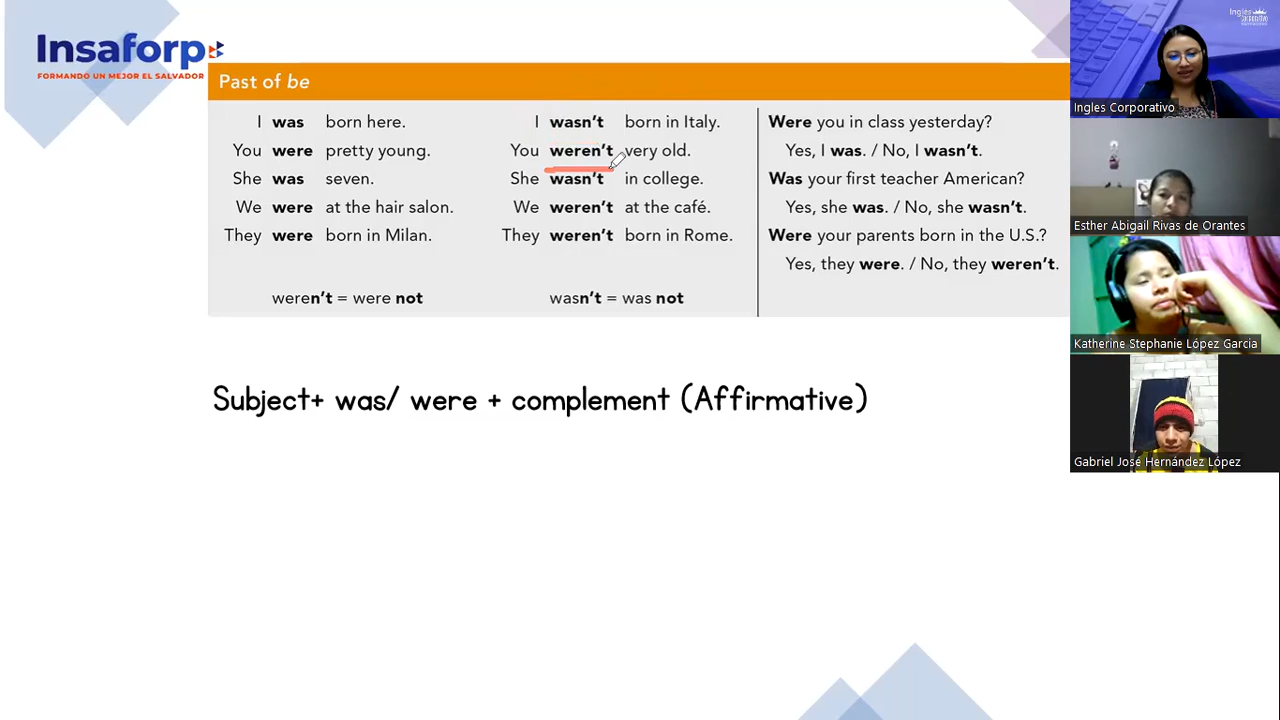 Insaforp
FORMANDO UN MEJOR EL SALVADOR
Past of be
I was born here.
You were pretty young.
She was seven.
We were at the hair salon.
They were born in Milan.
weren't = were not
I wasn't born in Italy.
You weren't very old.
She wasn't in college.
We weren't at the café.
They weren't born in Rome.
wasn't = was not
Were you in class yesterday?
Yes, I was. / No, I wasn't.
Was your first teacher American?
Yes, she was. / No, she wasn't.
Were your parents born in the U.S.?
Yes, they were. / No, they weren't.
Subject+ was/ were + complement (Affirmative)
Ingles Corporativo
Esther Abigail Rivas de Orantes
Katherine Stephanie López Garcia
Gabriel José Hernández López